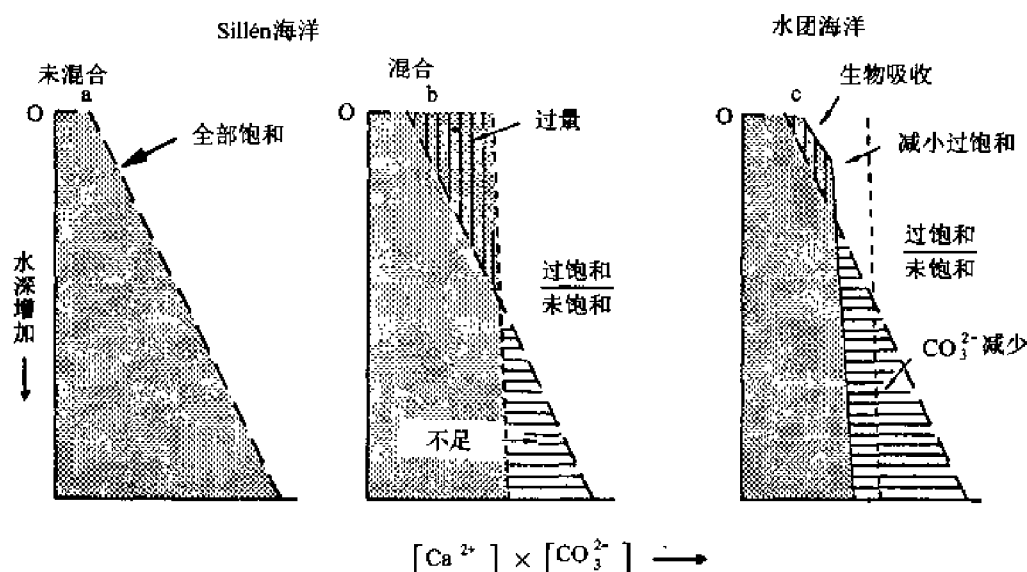 Sillén海洋
水团海洋
未混合
a
O
全部饱和
混合
b
O
过量
生物吸收
c
O
减小过饱和
过饱和
未饱和
过饱和
未饱和
水深增加
不足
CO₃²⁻减少
[Ca²⁺] × [CO₃²⁻]